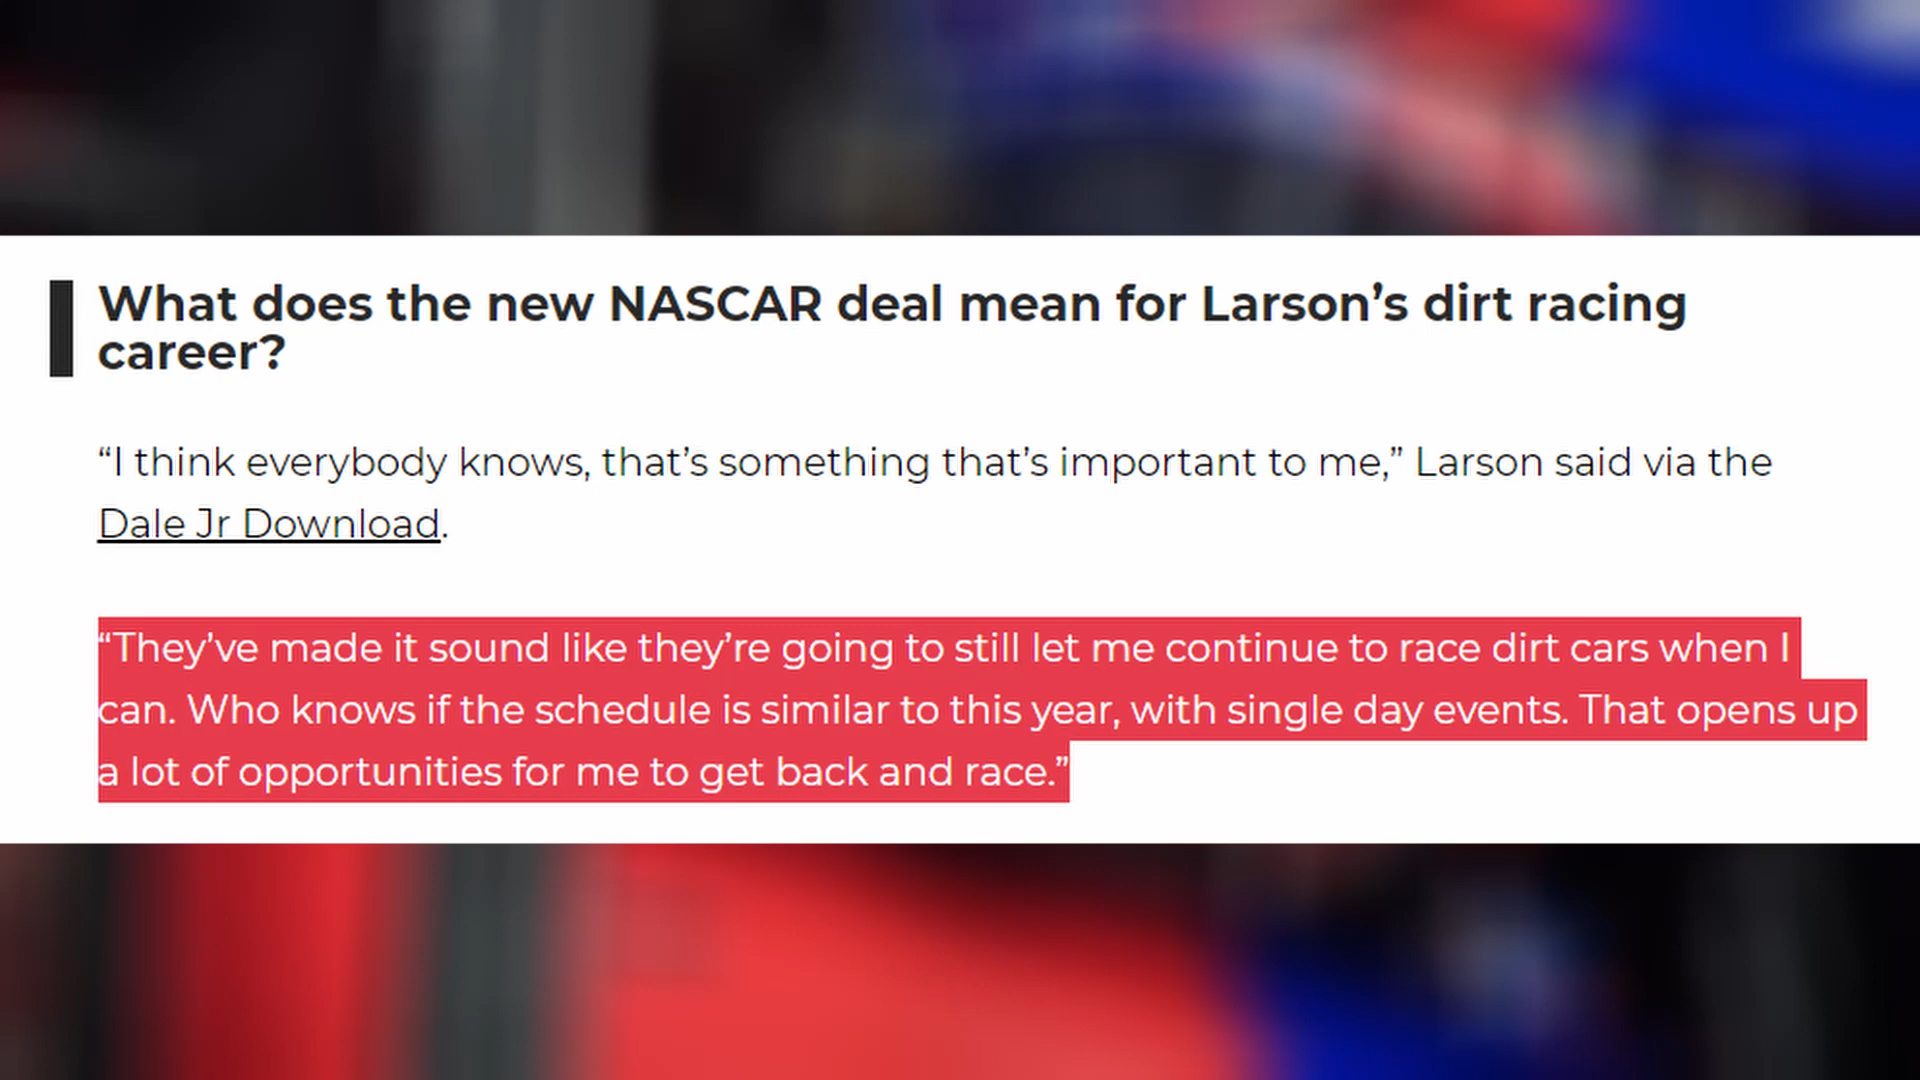 What does the new NASCAR deal mean for Larson’s dirt racing
career?
“I think everybody knows, that’s something that’s important to me,” Larson said via the
Dale Jr Download.
“They’ve made it sound like they’re going to still let me continue to race dirt cars when I
can. Who knows if the schedule is similar to this year, with single day events. That opens up
a lot of opportunities for me to get back and race.”